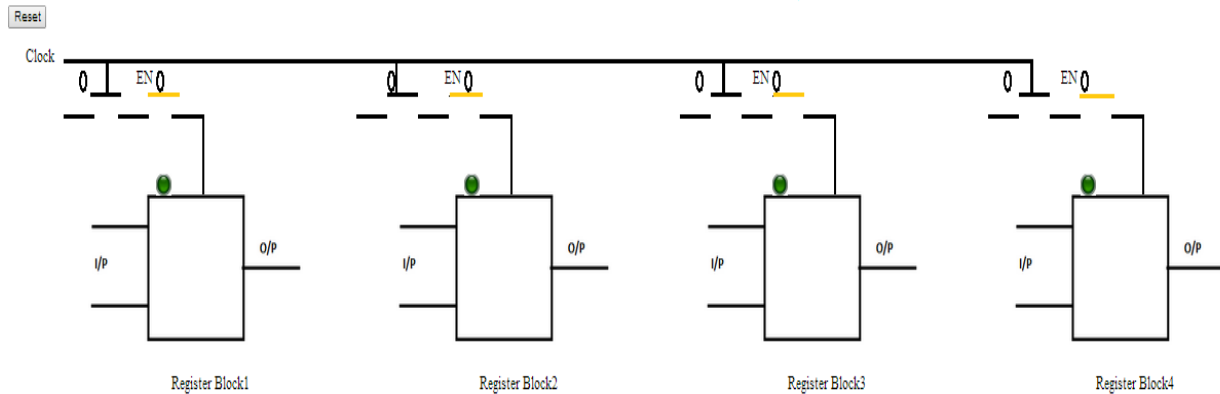 Reset
Clock
0 EN 0 0 EN 0 0 EN 0 0 EN 0
O/P O/P O/P O/P
I/P I/P I/P I/P
Register Block1 Register Block2 Register Block3 Register Block4